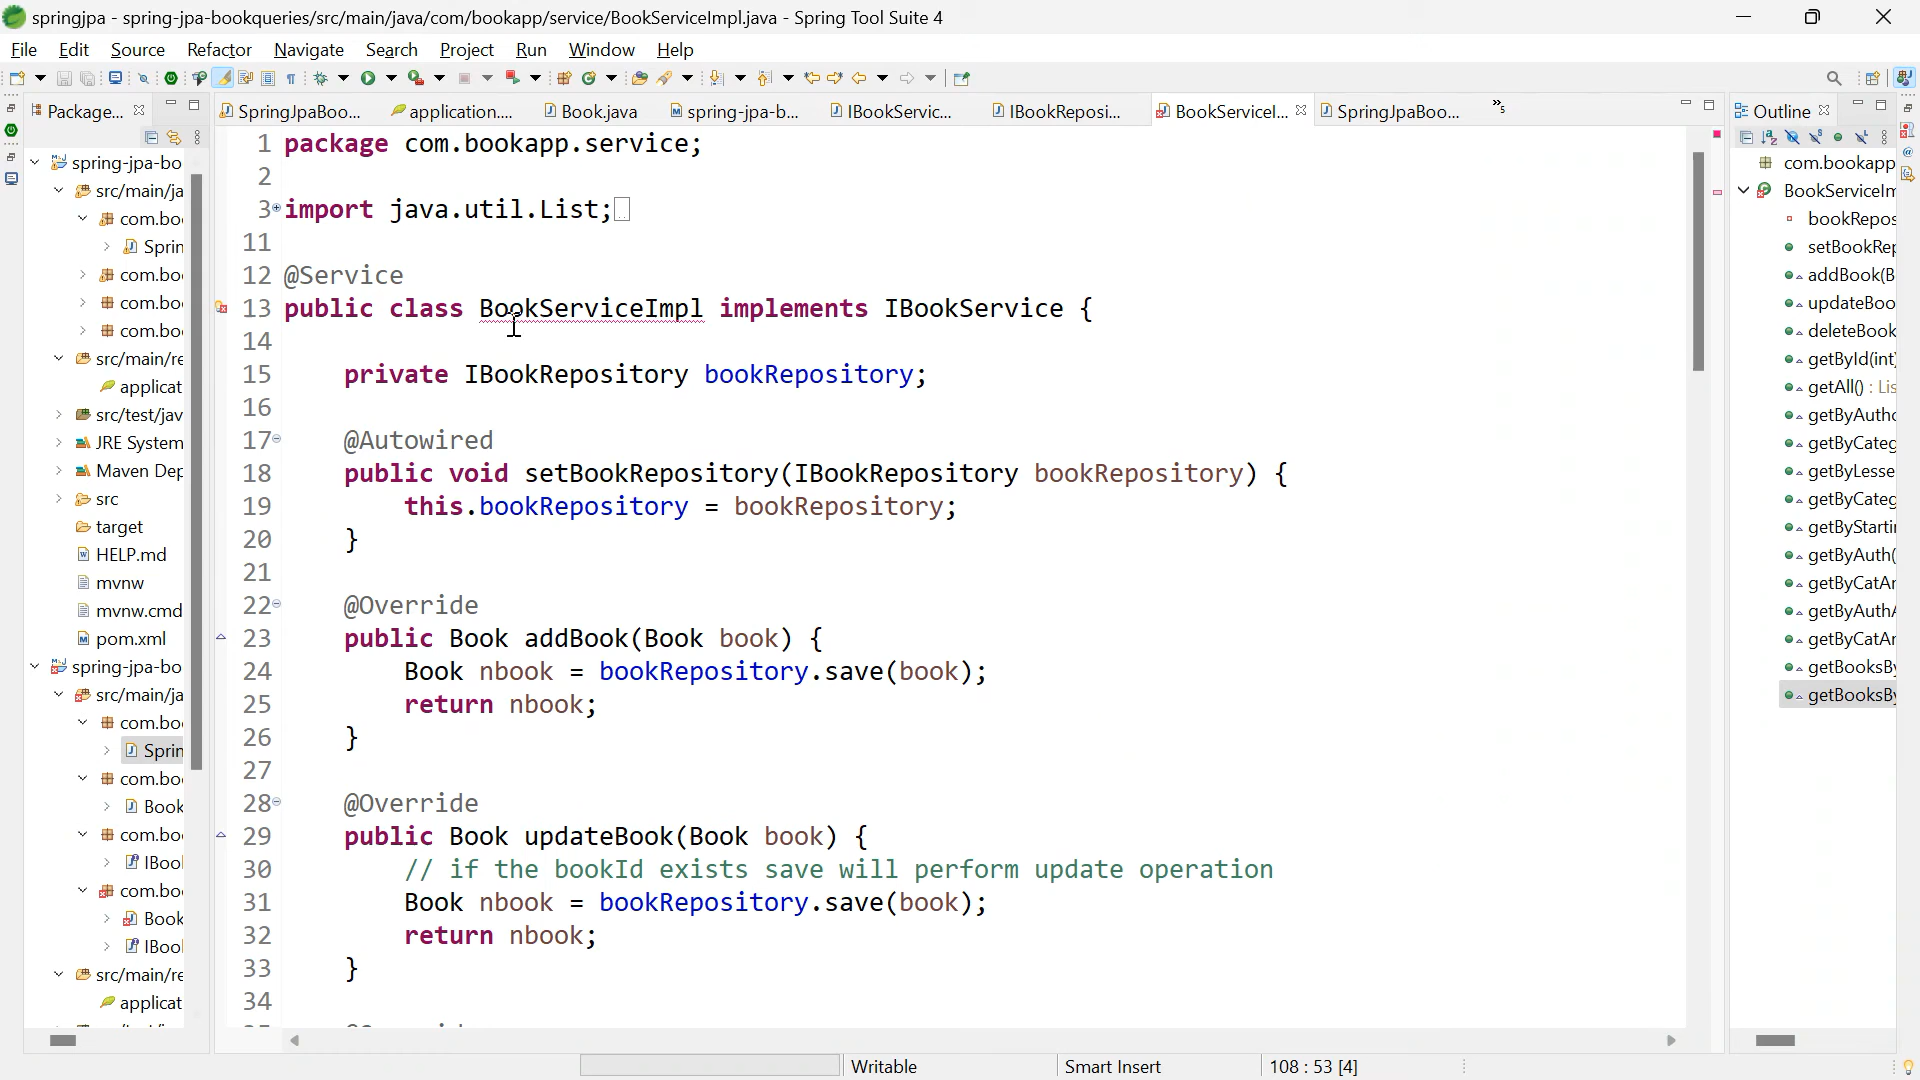 springjpa - spring-jpa-bookqueries/src/main/java/com/bookapp/service/BookServiceImpl.java - Spring Tool Suite 4
File Edit Source Refactor Navigate Search Project Run Window Help
Package... SpringJpaBoo... application.... Book.java spring-jpa-b... IBookServic... IBookReposi... BookServiceI... SpringJpaBoo... »5 Outline
spring-jpa-bo
src/main/ja
com.bo
Sprin
com.bo
com.bo
com.bo
src/main/re
applicat
src/test/jav
JRE System
Maven Dep
src
target
HELP.md
mvnw
mvnw.cmd
pom.xml
spring-jpa-bo
src/main/ja
com.bo
Sprin
com.bo
Book
com.bo
IBool
com.bo
Book
IBool
src/main/re
applicat
1 package com.bookapp.service;
2
3 import java.util.List;
11
12 @Service
13 public class BookServiceImpl implements IBookService {
14
15 private IBookRepository bookRepository;
16
17 @Autowired
18 public void setBookRepository(IBookRepository bookRepository) {
19 this.bookRepository = bookRepository;
20 }
21
22 @Override
23 public Book addBook(Book book) {
24 Book nbook = bookRepository.save(book);
25 return nbook;
26 }
27
28 @Override
29 public Book updateBook(Book book) {
30 // if the bookId exists save will perform update operation
31 Book nbook = bookRepository.save(book);
32 return nbook;
33 }
34
com.bookapp
BookServiceIm
bookRepos
setBookRep
addBook(B
updateBoo
deleteBook
getById(int)
getAll() : Lis
getByAutho
getByCateg
getByLesse
getByCateg
getByStartin
getByAuth(
getByCatAn
getByAuthA
getByCatAn
getBooksBy
getBooksBy
Writable Smart Insert 108 : 53 [4]